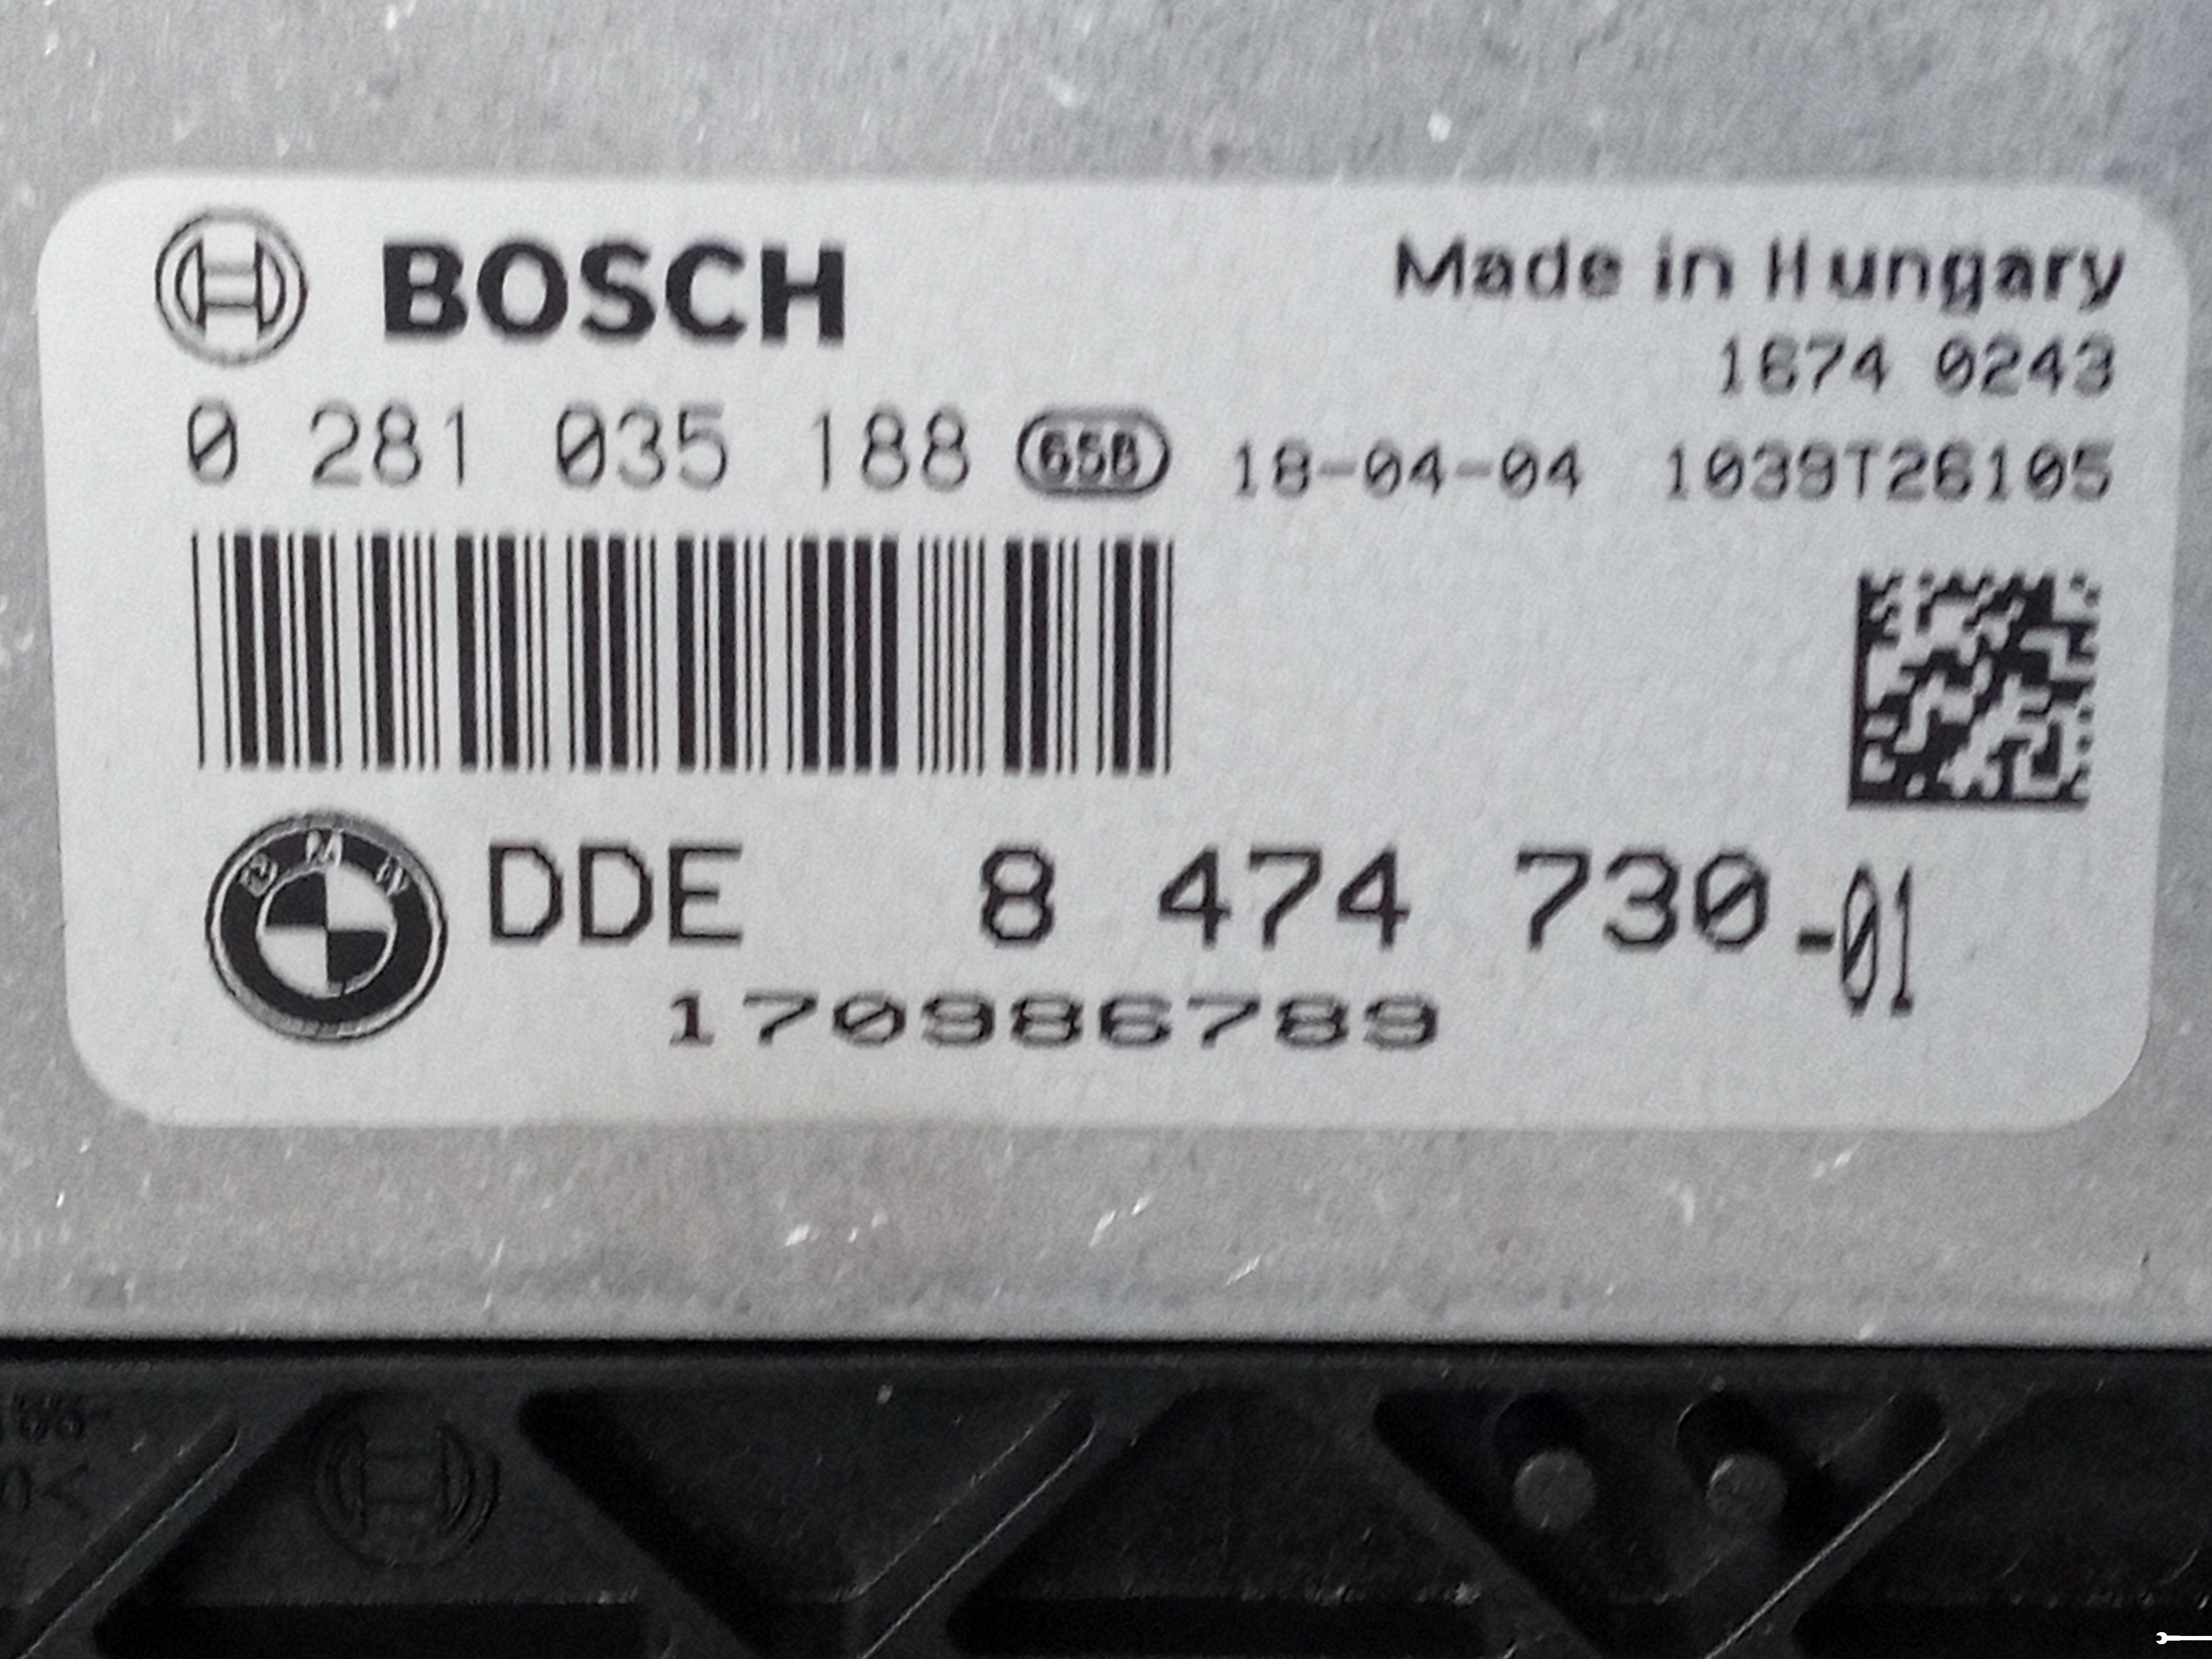 BOSCH
Made in Hungary
1674 0243
0 281 035 188 658 18-04-04 1039T26105
BMW DDE 8 474 730-01
170986789